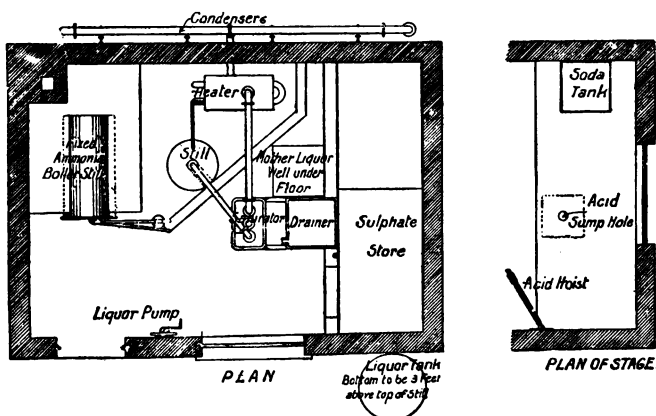 Condensers
Heater
Fixed
Ammonia
Boiler Still
Still
Mother Liquor
Well under
Floor
Saturator
Drainer
Sulphate
Store
Liquor Pump
PLAN
Liquor Tank
Bottom to be 3 Feet
above top of Still
Soda
Tank
Acid
Sump Hole
Acid Hoist
PLAN OF STAGE